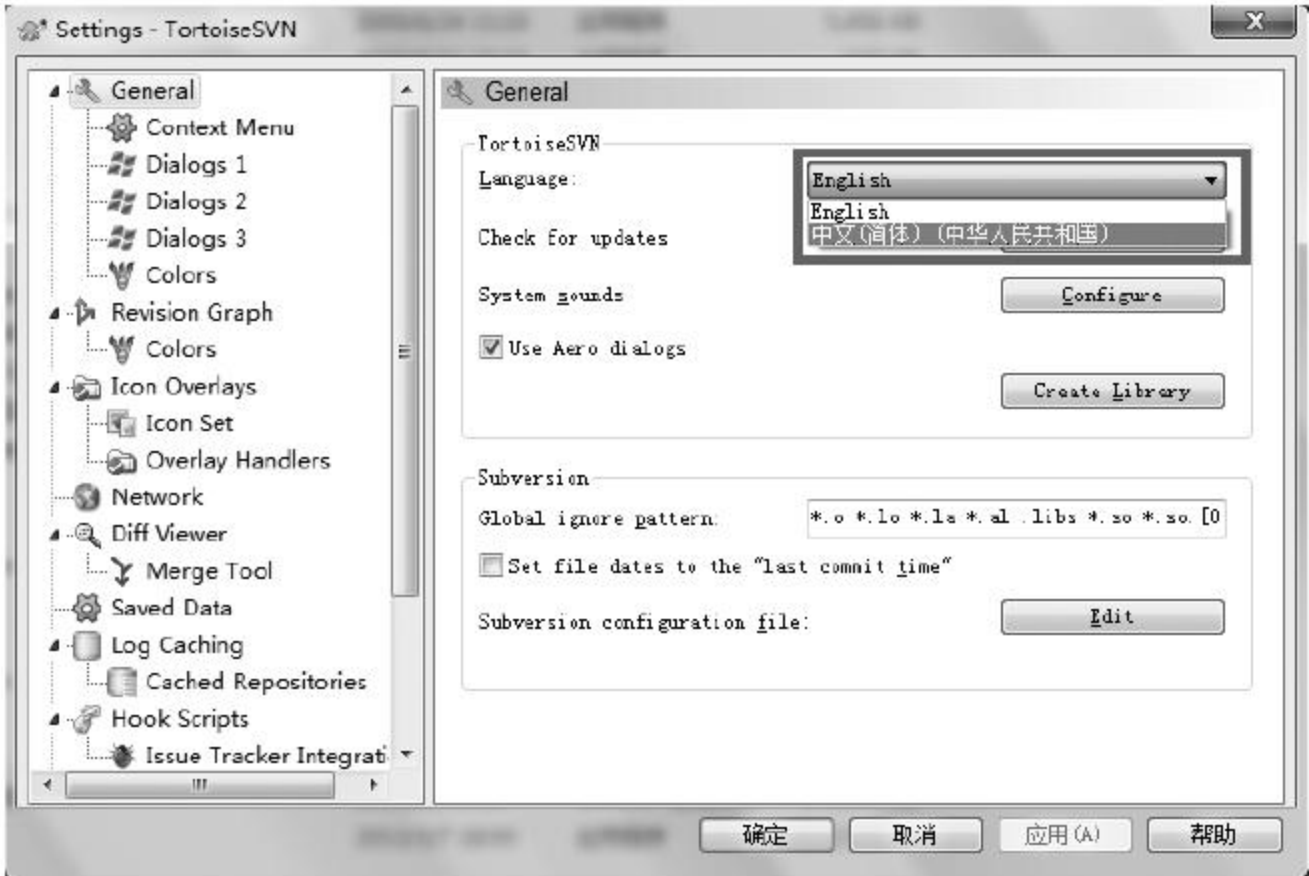 Settings - TortoiseSVN
General
Context Menu
Dialogs 1
Dialogs 2
Dialogs 3
Colors
Revision Graph
Colors
Icon Overlays
Icon Set
Overlay Handlers
Network
Diff Viewer
Merge Tool
Saved Data
Log Caching
Cached Repositories
Hook Scripts
Issue Tracker Integrati
General
TortoiseSVN
Language:
English
English
中文(简体) (中华人民共和国)
Check for updates
System sounds
Configure
Use Aero dialogs
Create Library
Subversion
Global ignore pattern:
*.o *.lo *.la *.al .libs *.so *.so.[0
Set file dates to the "last commit time"
Subversion configuration file:
Edit
确定
取消
应用(A)
帮助